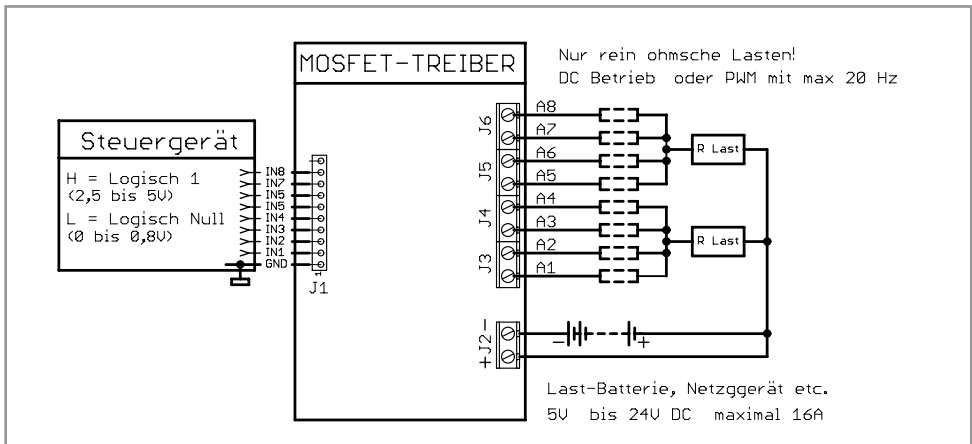 MOSFET-TREIBER
Nur rein ohmsche Lasten!
DC Betrieb oder PWM mit max 20 Hz
Steuergerät
H = Logisch 1
(2,5 bis 5V)
L = Logisch Null
(0 bis 0,8V)
IN8
IN7
IN5
IN5
IN4
IN3
IN2
IN1
GND
1
J1
J6
J5
J4
J3
A8
A7
A6
A5
A4
A3
A2
A1
R Last
R Last
+J2-
- +
Last-Batterie, Netzggerät etc.
5V bis 24V DC maximal 16A